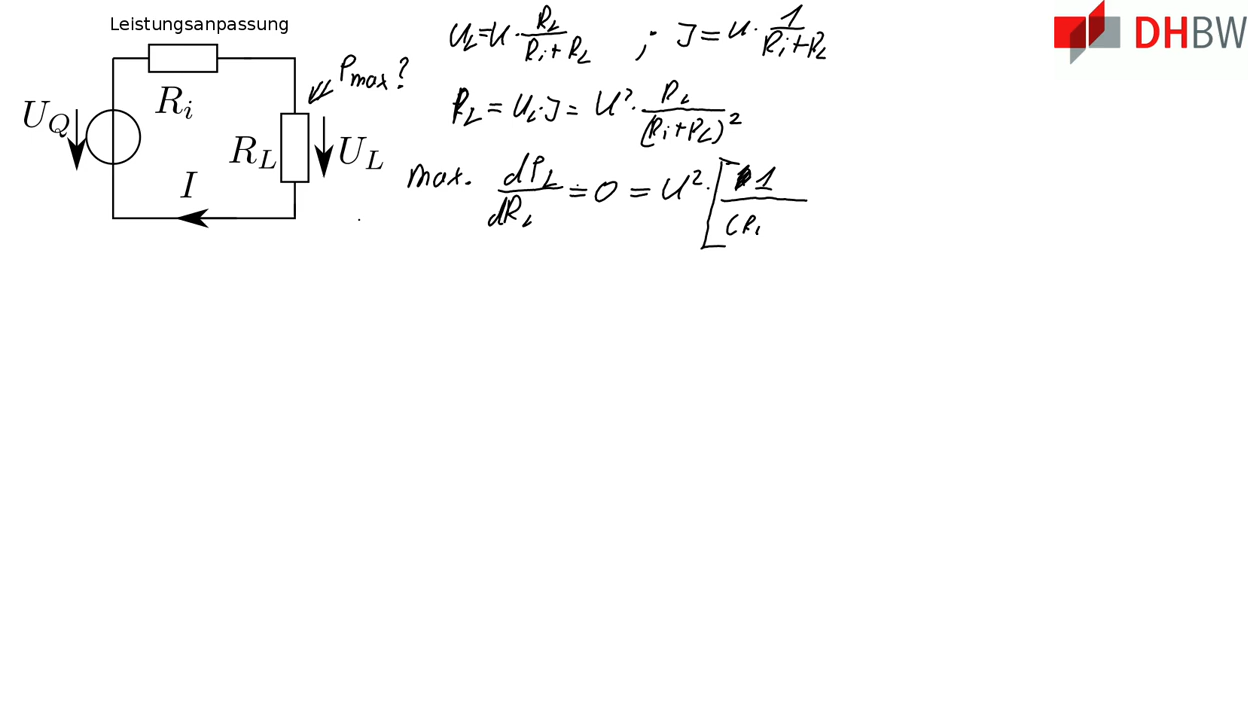 Leistungsanpassung
U_Q
R_i
R_L
U_L
I
P_max?
U_L = U · R_L / (R_i + R_L) ; I = U · 1 / (R_i + R_L)
P_L = U_L · I = U² · R_L / (R_i + R_L)²
max. dP_L / dR_L = 0 = U² · [ 1 / (R_i
DHBW